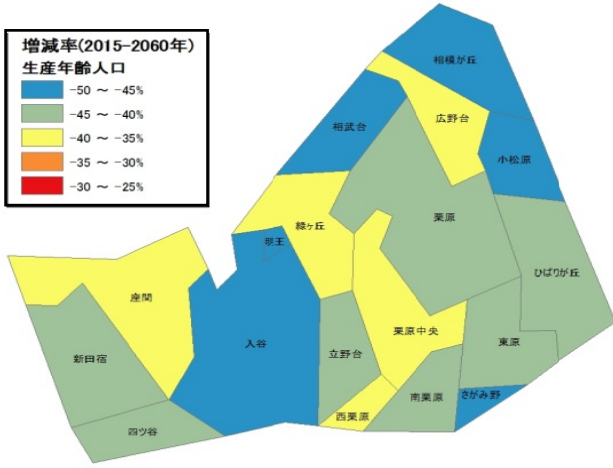 増減率(2015-2060年)
生産年齢人口
-50 ～ -45%
-45 ～ -40%
-40 ～ -35%
-35 ～ -30%
-30 ～ -25%
相模が丘
相武台
広野台
小松原
栗原
緑ヶ丘
明王
ひばりが丘
座間
入谷
栗原中央
東原
立野台
新田宿
さがみ野
南栗原
西栗原
四ツ谷